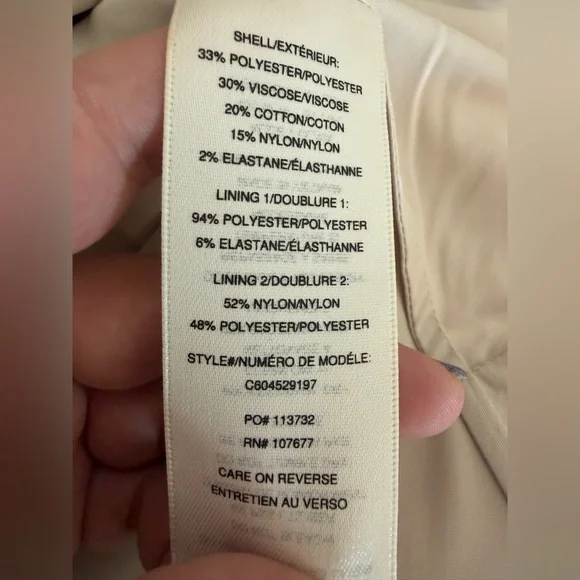 SHELL/EXTÉRIEUR:
33% POLYESTER/POLYESTER
30% VISCOSE/VISCOSE
20% COTTON/COTON
15% NYLON/NYLON
2% ELASTANE/ÉLASTHANNE
LINING 1/DOUBLURE 1:
94% POLYESTER/POLYESTER
6% ELASTANE/ÉLASTHANNE
LINING 2/DOUBLURE 2:
52% NYLON/NYLON
48% POLYESTER/POLYESTER
STYLE#/NUMÉRO DE MODÉLE:
C604529197
PO# 113732
RN# 107677
CARE ON REVERSE
ENTRETIEN AU VERSO